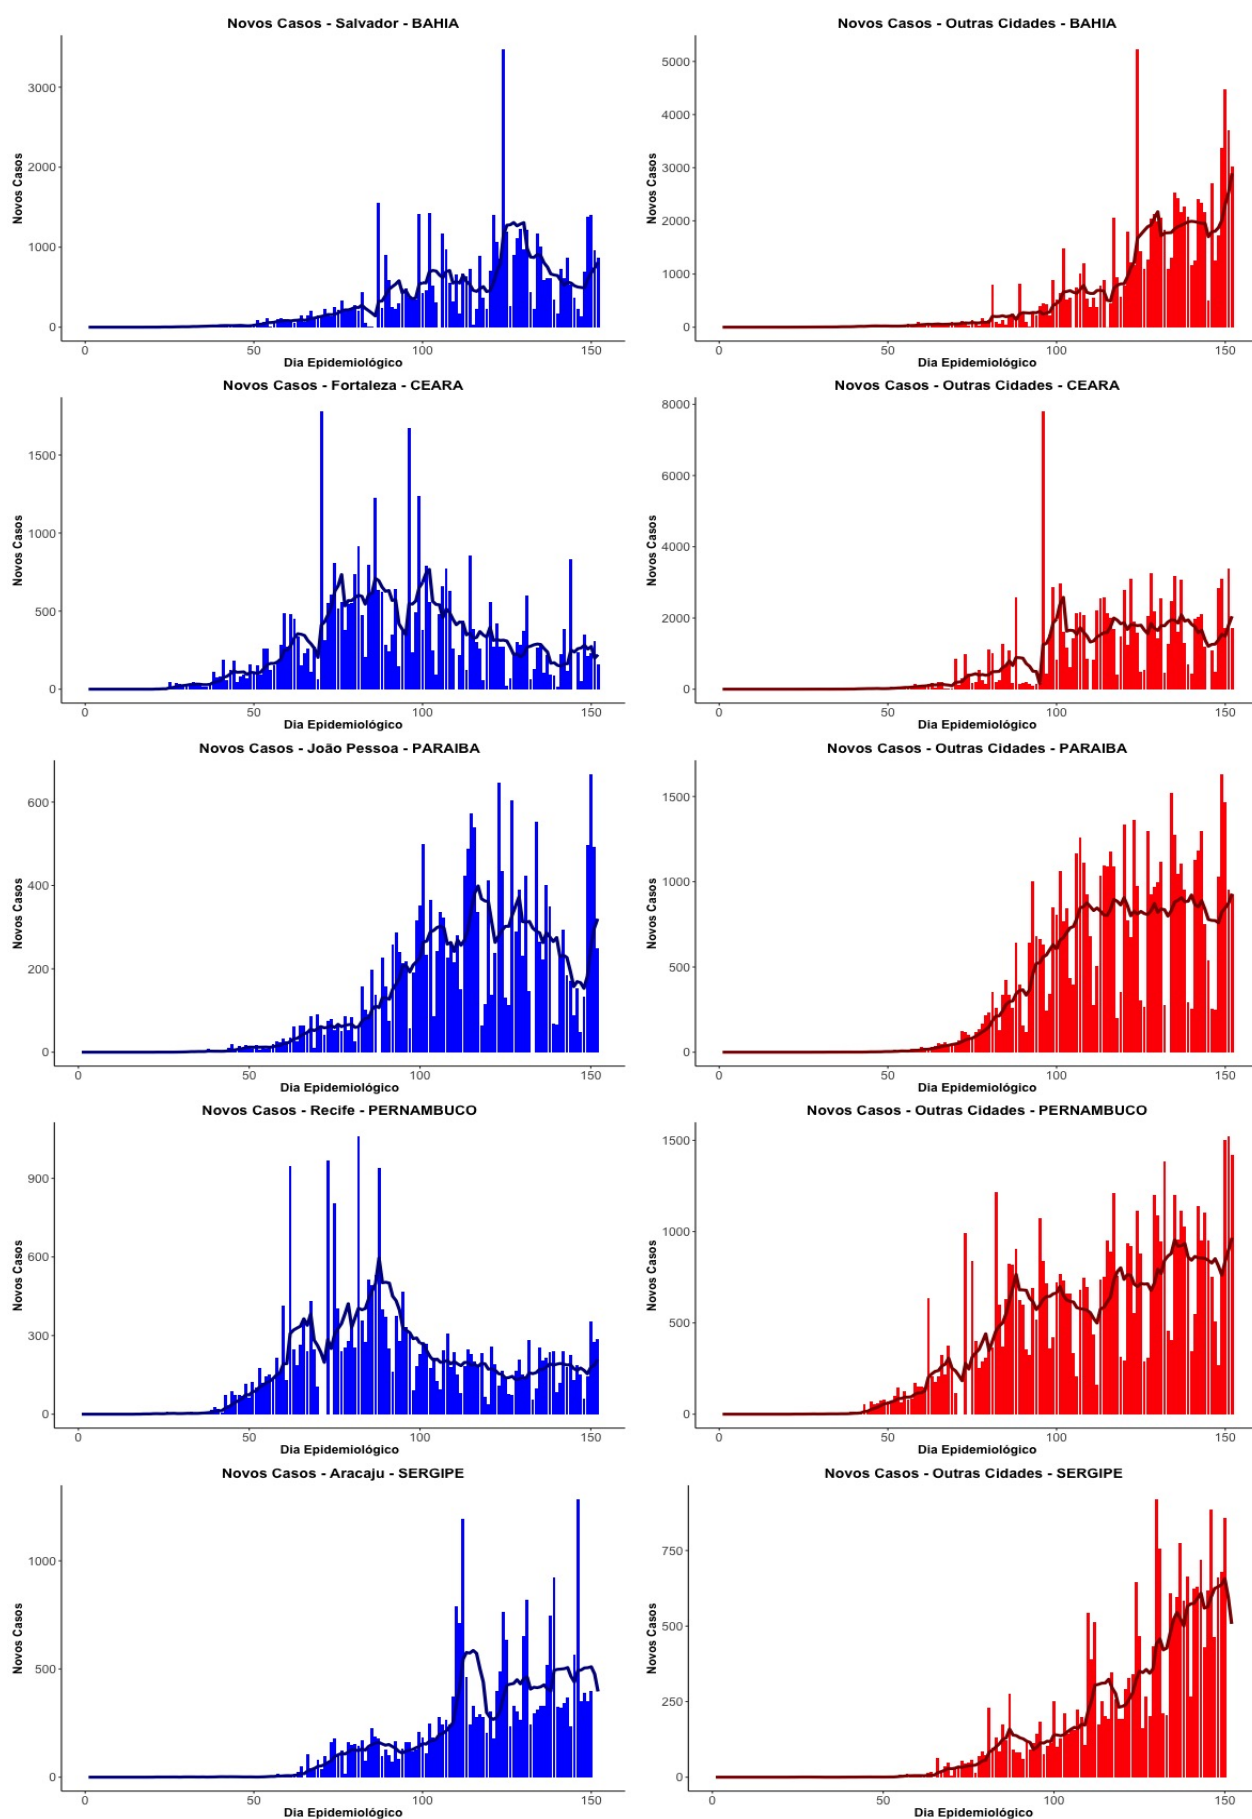 Novos Casos - Salvador - BAHIA
Novos Casos
3000
2000
1000
0
0 50 100 150
Dia Epidemiológico
Novos Casos - Outras Cidades - BAHIA
Novos Casos
5000
4000
3000
2000
1000
0
0 50 100 150
Dia Epidemiológico
Novos Casos - Fortaleza - CEARA
Novos Casos
1500
1000
500
0
0 50 100 150
Dia Epidemiológico
Novos Casos - Outras Cidades - CEARA
Novos Casos
8000
6000
4000
2000
0
0 50 100 150
Dia Epidemiológico
Novos Casos - João Pessoa - PARAIBA
Novos Casos
600
400
200
0
0 50 100 150
Dia Epidemiológico
Novos Casos - Outras Cidades - PARAIBA
Novos Casos
1500
1000
500
0
0 50 100 150
Dia Epidemiológico
Novos Casos - Recife - PERNAMBUCO
Novos Casos
900
600
300
0
0 50 100 150
Dia Epidemiológico
Novos Casos - Outras Cidades - PERNAMBUCO
Novos Casos
1500
1000
500
0
0 50 100 150
Dia Epidemiológico
Novos Casos - Aracaju - SERGIPE
Novos Casos
1000
500
0
0 50 100 150
Dia Epidemiológico
Novos Casos - Outras Cidades - SERGIPE
Novos Casos
750
500
250
0
0 50 100 150
Dia Epidemiológico